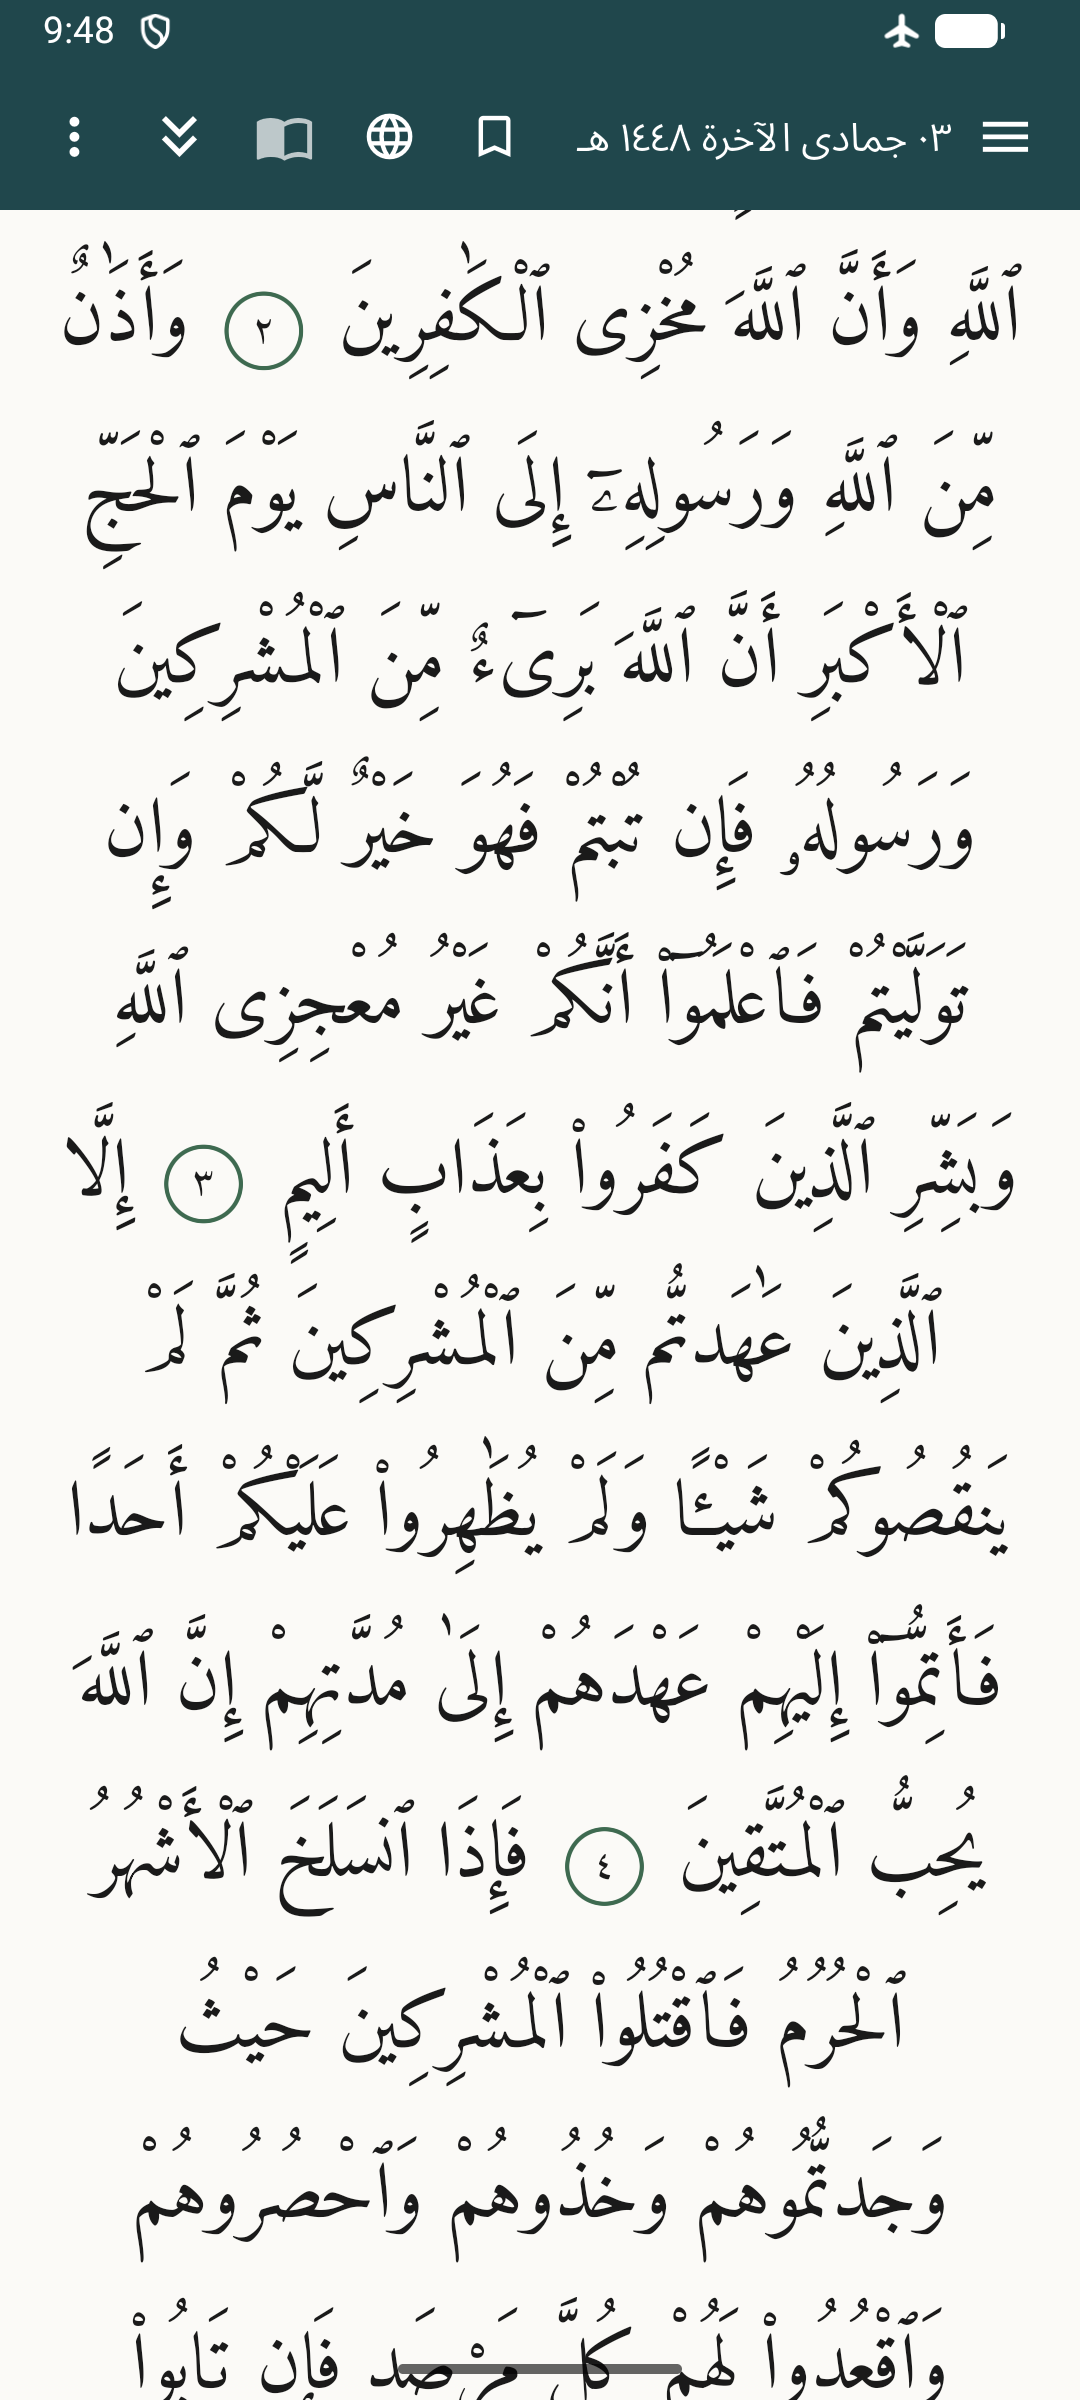 9:48
٠٣ جمادى الآخرة ١٤٤٨ هـ
ٱللَّهِ وَأَنَّ ٱللَّهَ مُخْزِى ٱلْكَٰفِرِينَ ٢ وَأَذَٰنٌ
مِّنَ ٱللَّهِ وَرَسُولِهِۦٓ إِلَى ٱلنَّاسِ يَوْمَ ٱلْحَجِّ
ٱلْأَكْبَرِ أَنَّ ٱللَّهَ بَرِىٓءٌ مِّنَ ٱلْمُشْرِكِينَ
وَرَسُولُهُۥ فَإِن تُبْتُمْ فَهُوَ خَيْرٌ لَّكُمْ وَإِن
تَوَلَّيْتُمْ فَٱعْلَمُوٓا۟ أَنَّكُمْ غَيْرُ مُعْجِزِى ٱللَّهِ
وَبَشِّرِ ٱلَّذِينَ كَفَرُوا۟ بِعَذَابٍ أَلِيمٍ ٣ إِلَّا
ٱلَّذِينَ عَٰهَدتُّم مِّنَ ٱلْمُشْرِكِينَ ثُمَّ لَمْ
يَنقُصُوكُمْ شَيْـًٔا وَلَمْ يُظَٰهِرُوا۟ عَلَيْكُمْ أَحَدًا
فَأَتِمُّوٓا۟ إِلَيْهِمْ عَهْدَهُمْ إِلَىٰ مُدَّتِهِمْ إِنَّ ٱللَّهَ
يُحِبُّ ٱلْمُتَّقِينَ ٤ فَإِذَا ٱنسَلَخَ ٱلْأَشْهُرُ
ٱلْحُرُمُ فَٱقْتُلُوا۟ ٱلْمُشْرِكِينَ حَيْثُ
وَجَدتُّمُوهُمْ وَخُذُوهُمْ وَٱحْصُرُوهُمْ
وَٱقْعُدُوا۟ لَهُمْ كُلَّ مَرْصَد فَإِن تَابُوا۟